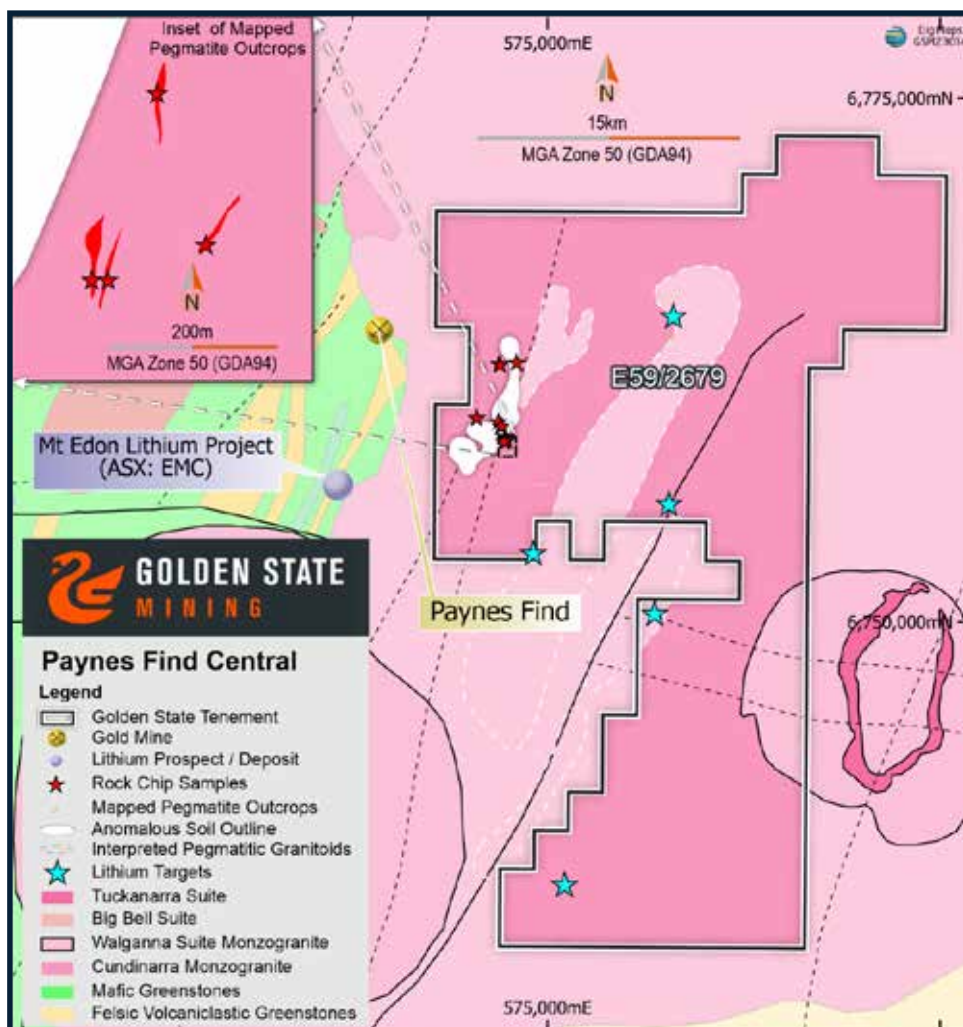 Inset of Mapped
Pegmatite Outcrops
N
200m
MGA Zone 50 (GDA94)
575,000mE
N
15km
MGA Zone 50 (GDA94)
6,775,000mN
E59/2679
Mt Edon Lithium Project
(ASX: EMC)
Paynes Find
6,750,000mN
GOLDEN STATE
MINING
Paynes Find Central
Legend
Golden State Tenement
Gold Mine
Lithium Prospect / Deposit
Rock Chip Samples
Mapped Pegmatite Outcrops
Anomalous Soil Outline
Interpreted Pegmatitic Granitoids
Lithium Targets
Tuckanarra Suite
Big Bell Suite
Walganna Suite Monzogranite
Cundinarra Monzogranite
Mafic Greenstones
Felsic Volcaniclastic Greenstones
575,000mE